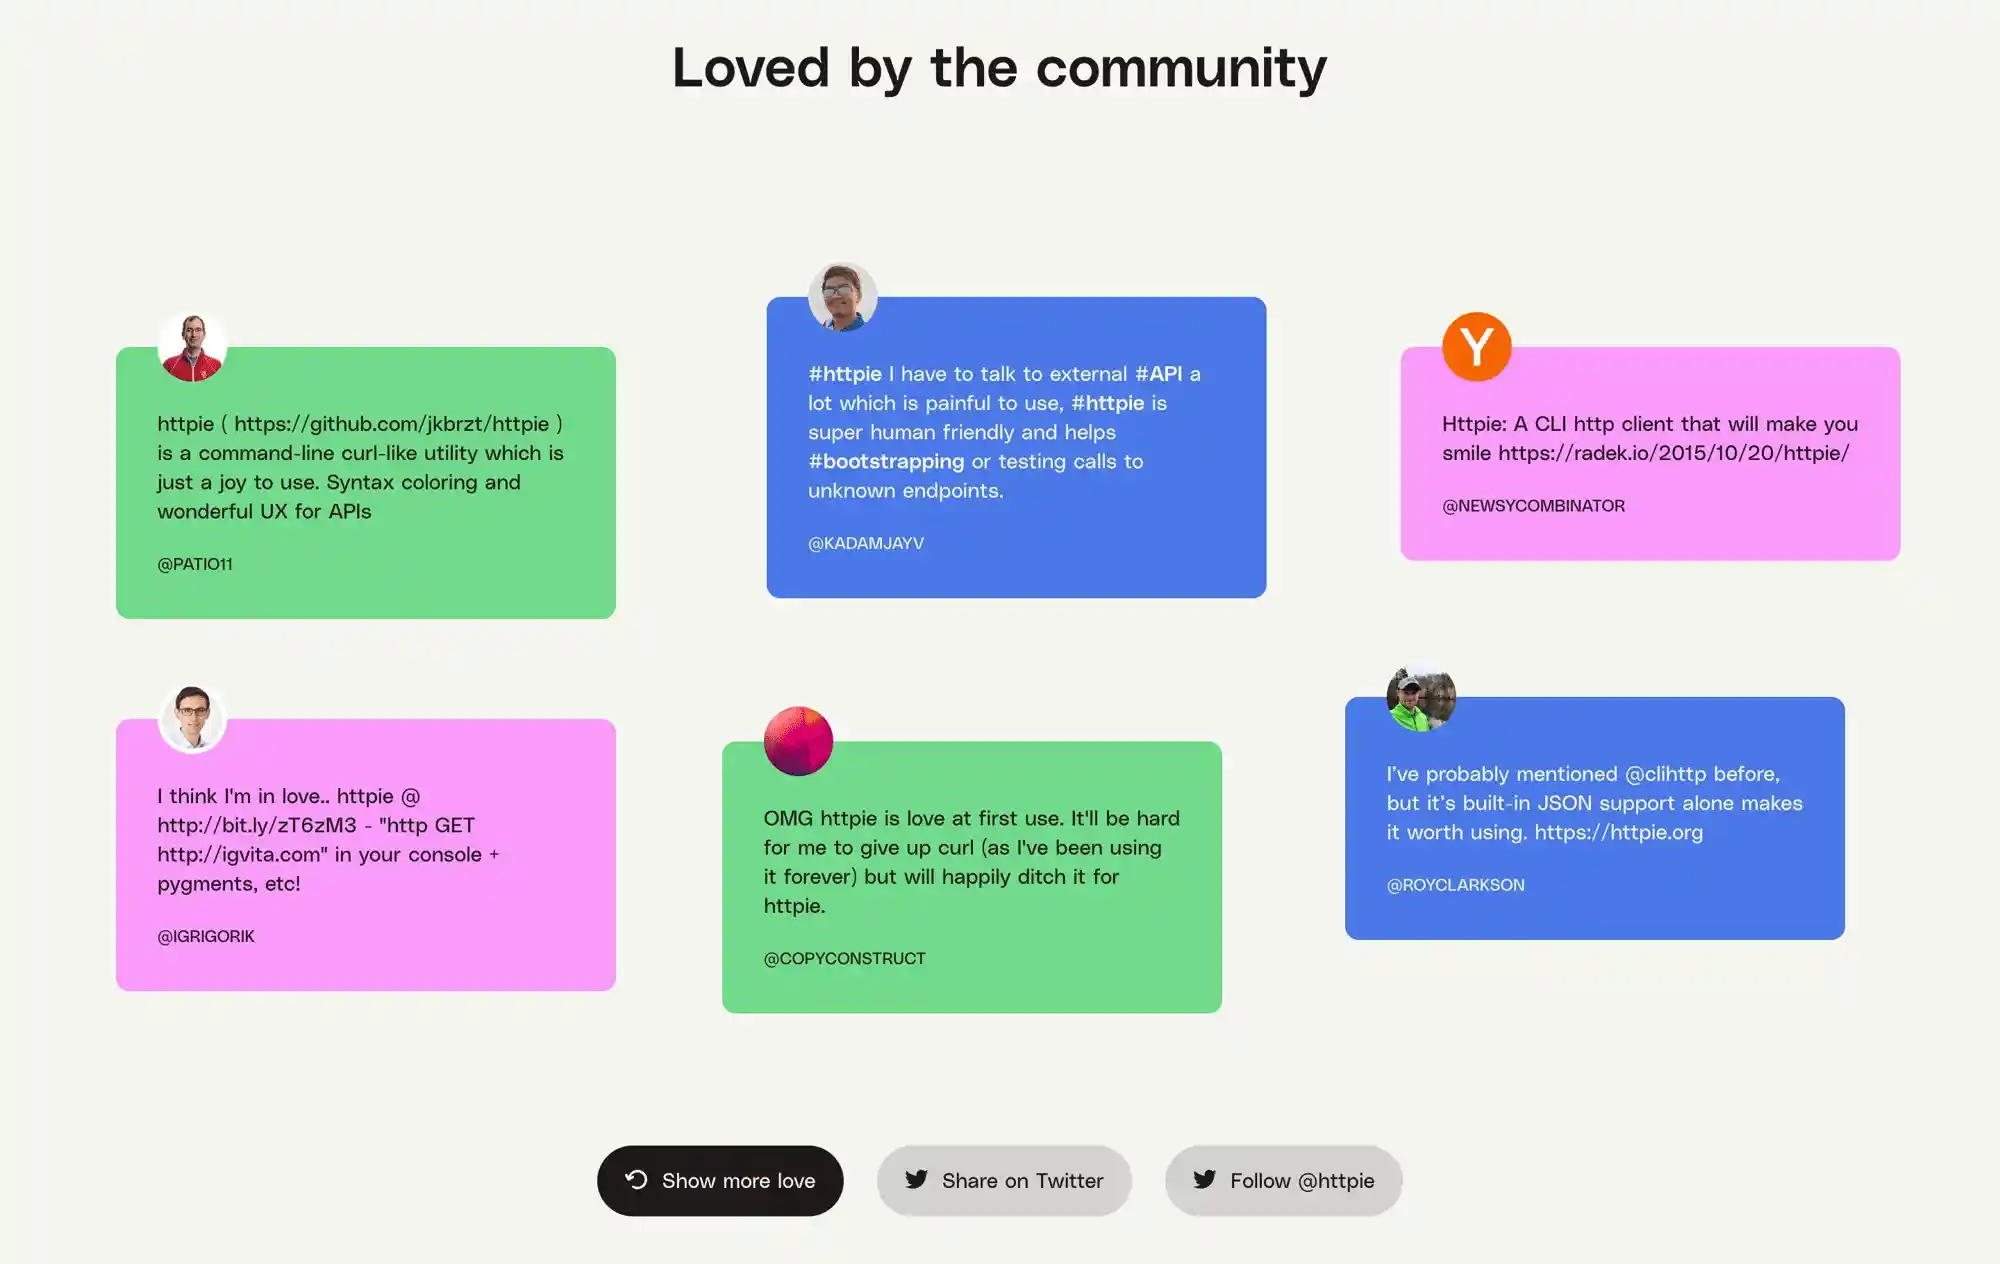 Loved by the community
httpie ( https://github.com/jkbrzt/httpie )
is a command-line curl-like utility which is
just a joy to use. Syntax coloring and
wonderful UX for APIs
@PATIO11
#httpie I have to talk to external #API a
lot which is painful to use, #httpie is
super human friendly and helps
#bootstrapping or testing calls to
unknown endpoints.
@KADAMJAYV
Y
Httpie: A CLI http client that will make you
smile https://radek.io/2015/10/20/httpie/
@NEWSYCOMBINATOR
I think I'm in love.. httpie @
http://bit.ly/zT6zM3 - "http GET
http://igvita.com" in your console +
pygments, etc!
@IGRIGORIK
OMG httpie is love at first use. It'll be hard
for me to give up curl (as I've been using
it forever) but will happily ditch it for
httpie.
@COPYCONSTRUCT
I’ve probably mentioned @clihttp before,
but it’s built-in JSON support alone makes
it worth using. https://httpie.org
@ROYCLARKSON
Show more love
Share on Twitter
Follow @httpie